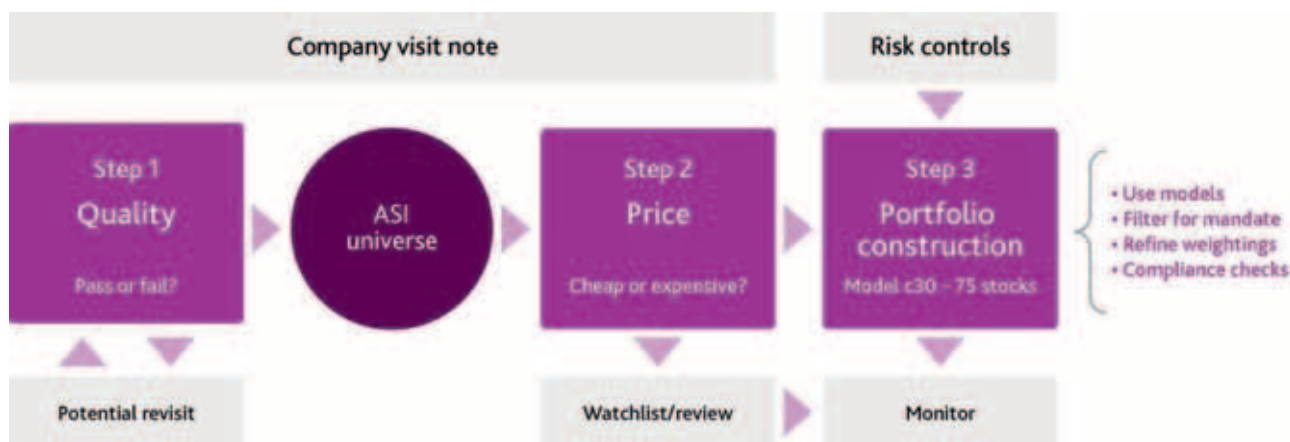 Company visit note
Risk controls
Step 1
Quality
Pass or fail?
ASI
universe
Step 2
Price
Cheap or expensive?
Step 3
Portfolio
construction
Model c30 – 75 stocks
• Use models
• Filter for mandate
• Refine weightings
• Compliance checks
Potential revisit
Watchlist/review
Monitor